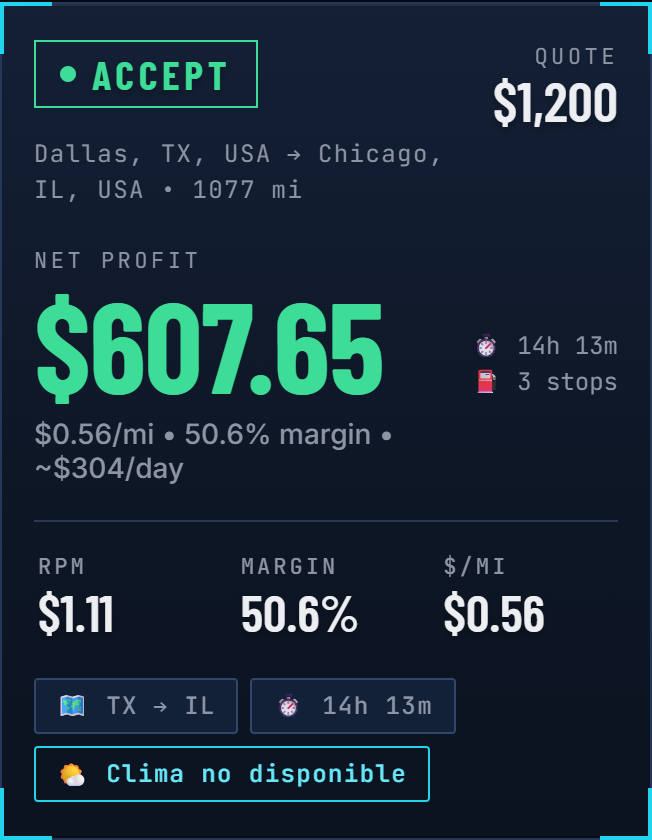 ACCEPT
QUOTE
$1,200
Dallas, TX, USA → Chicago,
IL, USA • 1077 mi
NET PROFIT
$607.65
14h 13m
3 stops
$0.56/mi • 50.6% margin •
~$304/day
RPM MARGIN $/MI
$1.11 50.6% $0.56
TX → IL 14h 13m
Clima no disponible